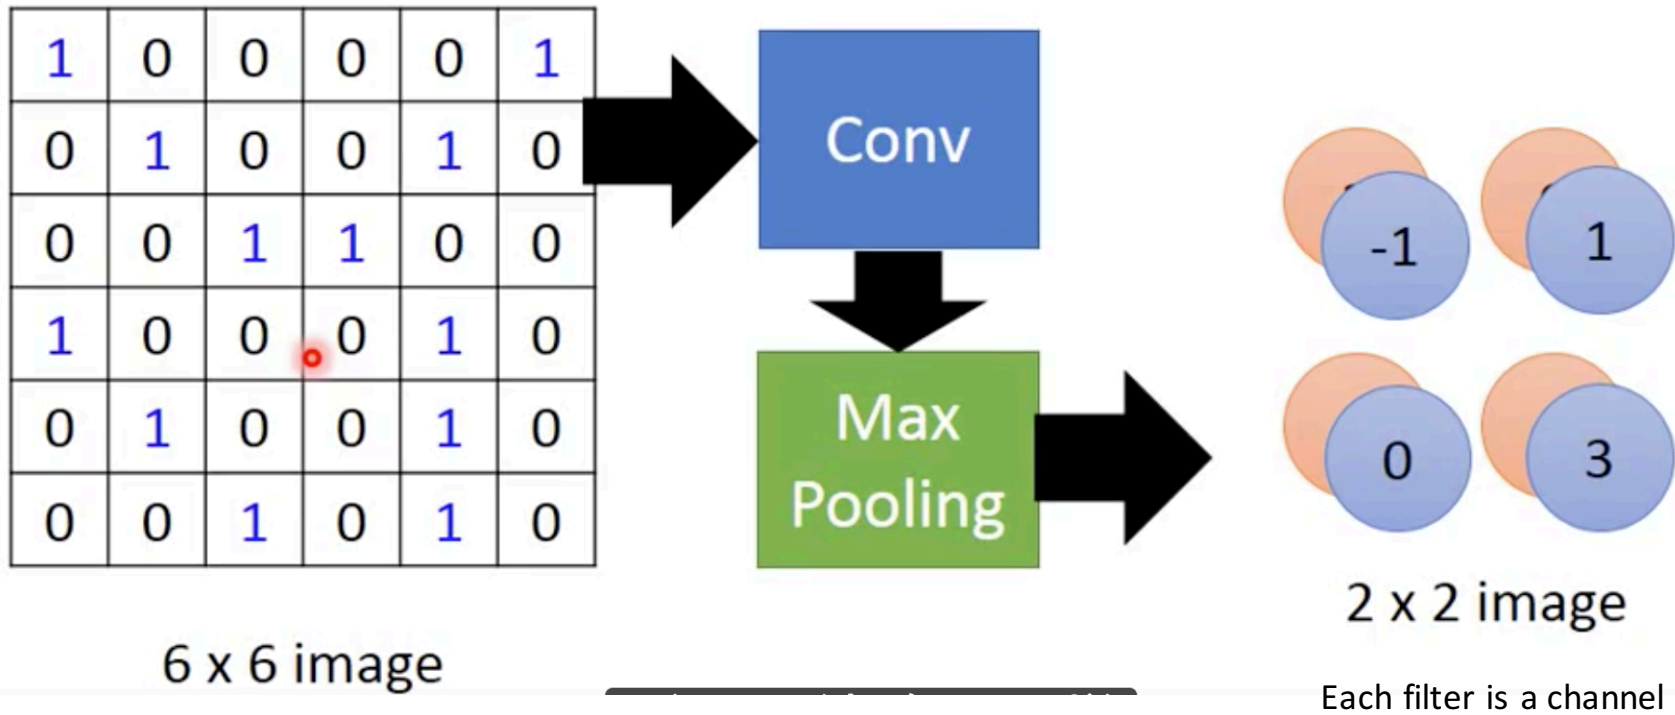 1 0 0 0 0 1
0 1 0 0 1 0
0 0 1 1 0 0
1 0 0 0 1 0
0 1 0 0 1 0
0 0 1 0 1 0
6 x 6 image
Conv
Max
Pooling
-1 1
0 3
2 x 2 image
Each filter is a channel